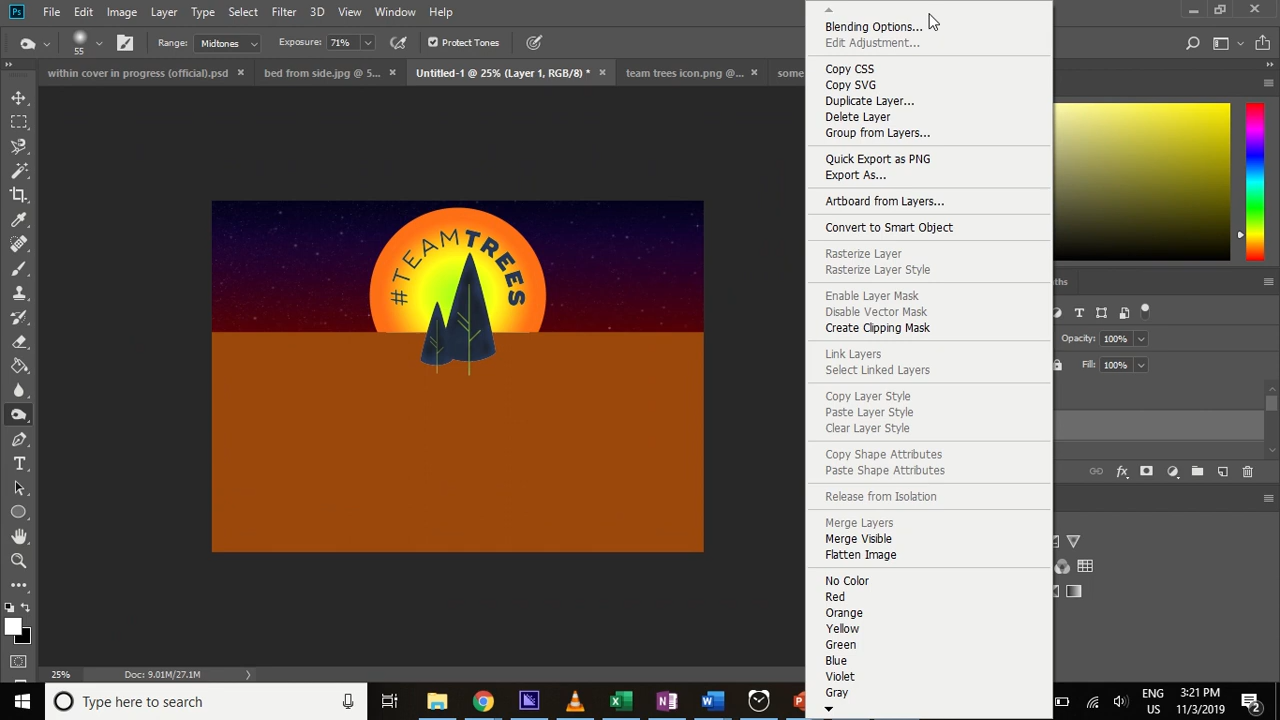 Ps File Edit Image Layer Type Select Filter 3D View Window Help
55 Range: Midtones Exposure: 71% Protect Tones
within cover in progress (official).psd × bed from side.jpg @ 5... × Untitled-1 @ 25% (Layer 1, RGB/8) * × team trees icon.png @... × some
#TEAMTREES
Blending Options...
Edit Adjustment...
Copy CSS
Copy SVG
Duplicate Layer...
Delete Layer
Group from Layers...
Quick Export as PNG
Export As...
Artboard from Layers...
Convert to Smart Object
Rasterize Layer
Rasterize Layer Style
Enable Layer Mask
Disable Vector Mask
Create Clipping Mask
Link Layers
Select Linked Layers
Copy Layer Style
Paste Layer Style
Clear Layer Style
Copy Shape Attributes
Paste Shape Attributes
Release from Isolation
Merge Layers
Merge Visible
Flatten Image
No Color
Red
Orange
Yellow
Green
Blue
Violet
Gray
ths
Opacity: 100%
Fill: 100%
fx
25% Doc: 9.01M/27.1M
Type here to search
ENG
US
3:21 PM
11/3/2019
2